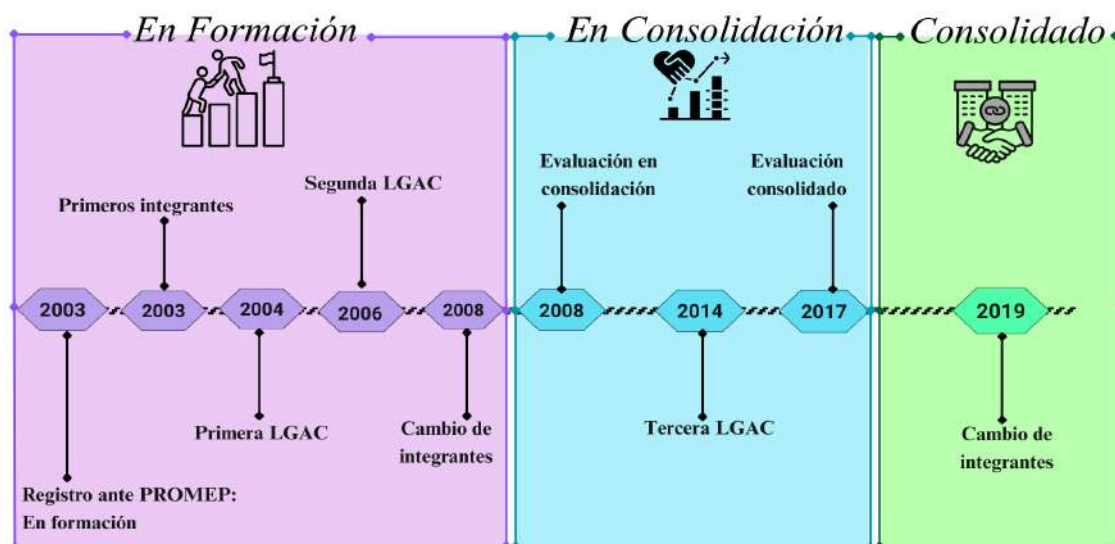 En Formación
En Consolidación
Consolidado
Segunda LGAC
Primeros integrantes
Evaluación en
consolidación
Evaluación
consolidado
2003
2003
2004
2006
2008
2008
2014
2017
2019
Primera LGAC
Cambio de
integrantes
Tercera LGAC
Cambio de
integrantes
Registro ante PROMEP:
En formación